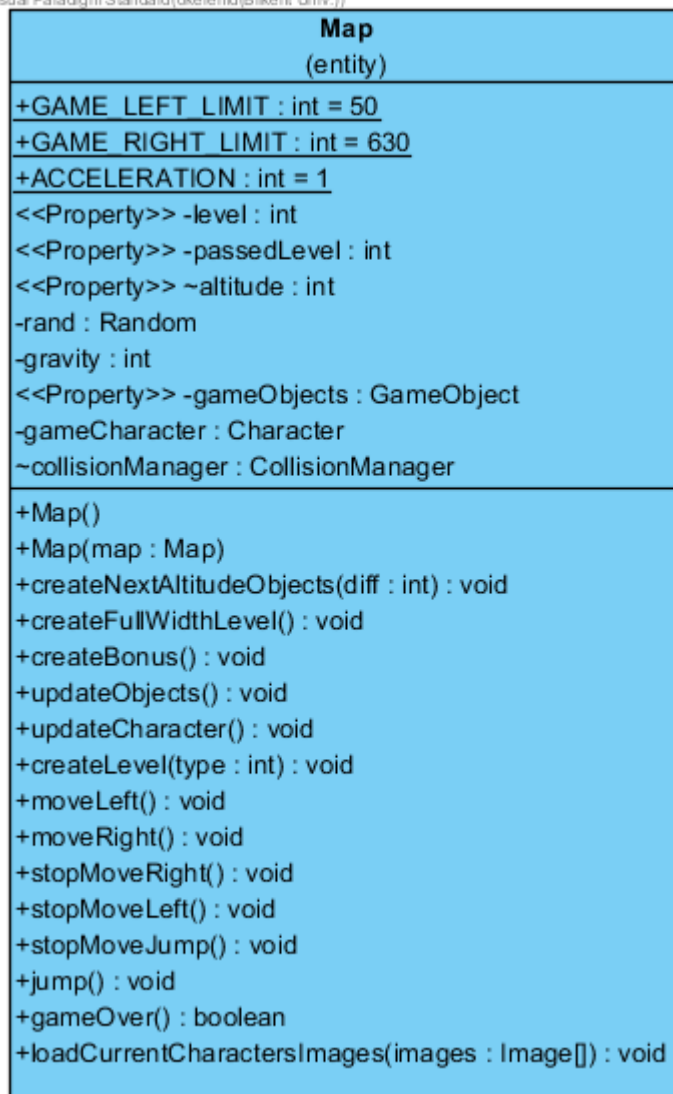 Paradigm Standard(
Map
(entity)
+GAME_LEFT_LIMIT : int = 50
+GAME_RIGHT_LIMIT : int = 630
+ACCELERATION : int = 1
<<Property>> -level : int
<<Property>> -passedLevel : int
<<Property>> ~altitude : int
-rand : Random
-gravity : int
<<Property>> -gameObjects : GameObject
-gameCharacter : Character
~collisionManager : CollisionManager
+Map()
+Map(map : Map)
+createNextAltitudeObjects(diff : int) : void
+createFullWidthLevel() : void
+createBonus() : void
+updateObjects() : void
+updateCharacter() : void
+createLevel(type : int) : void
+moveLeft() : void
+moveRight() : void
+stopMoveRight() : void
+stopMoveLeft() : void
+stopMoveJump() : void
+jump() : void
+gameOver() : boolean
+loadCurrentCharactersImages(images : Image[]) : void